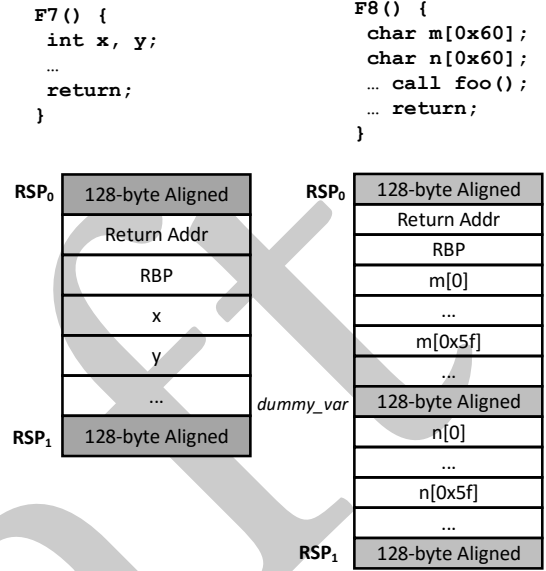 F7() {
int x, y;
…
return;
}
F8() {
char m[0x60];
char n[0x60];
… call foo();
… return;
}
RSP0 128-byte Aligned
Return Addr
RBP
x
y
...
RSP1 128-byte Aligned
RSP0 128-byte Aligned
Return Addr
RBP
m[0]
...
m[0x5f]
...
dummy_var 128-byte Aligned
n[0]
...
n[0x5f]
...
RSP1 128-byte Aligned